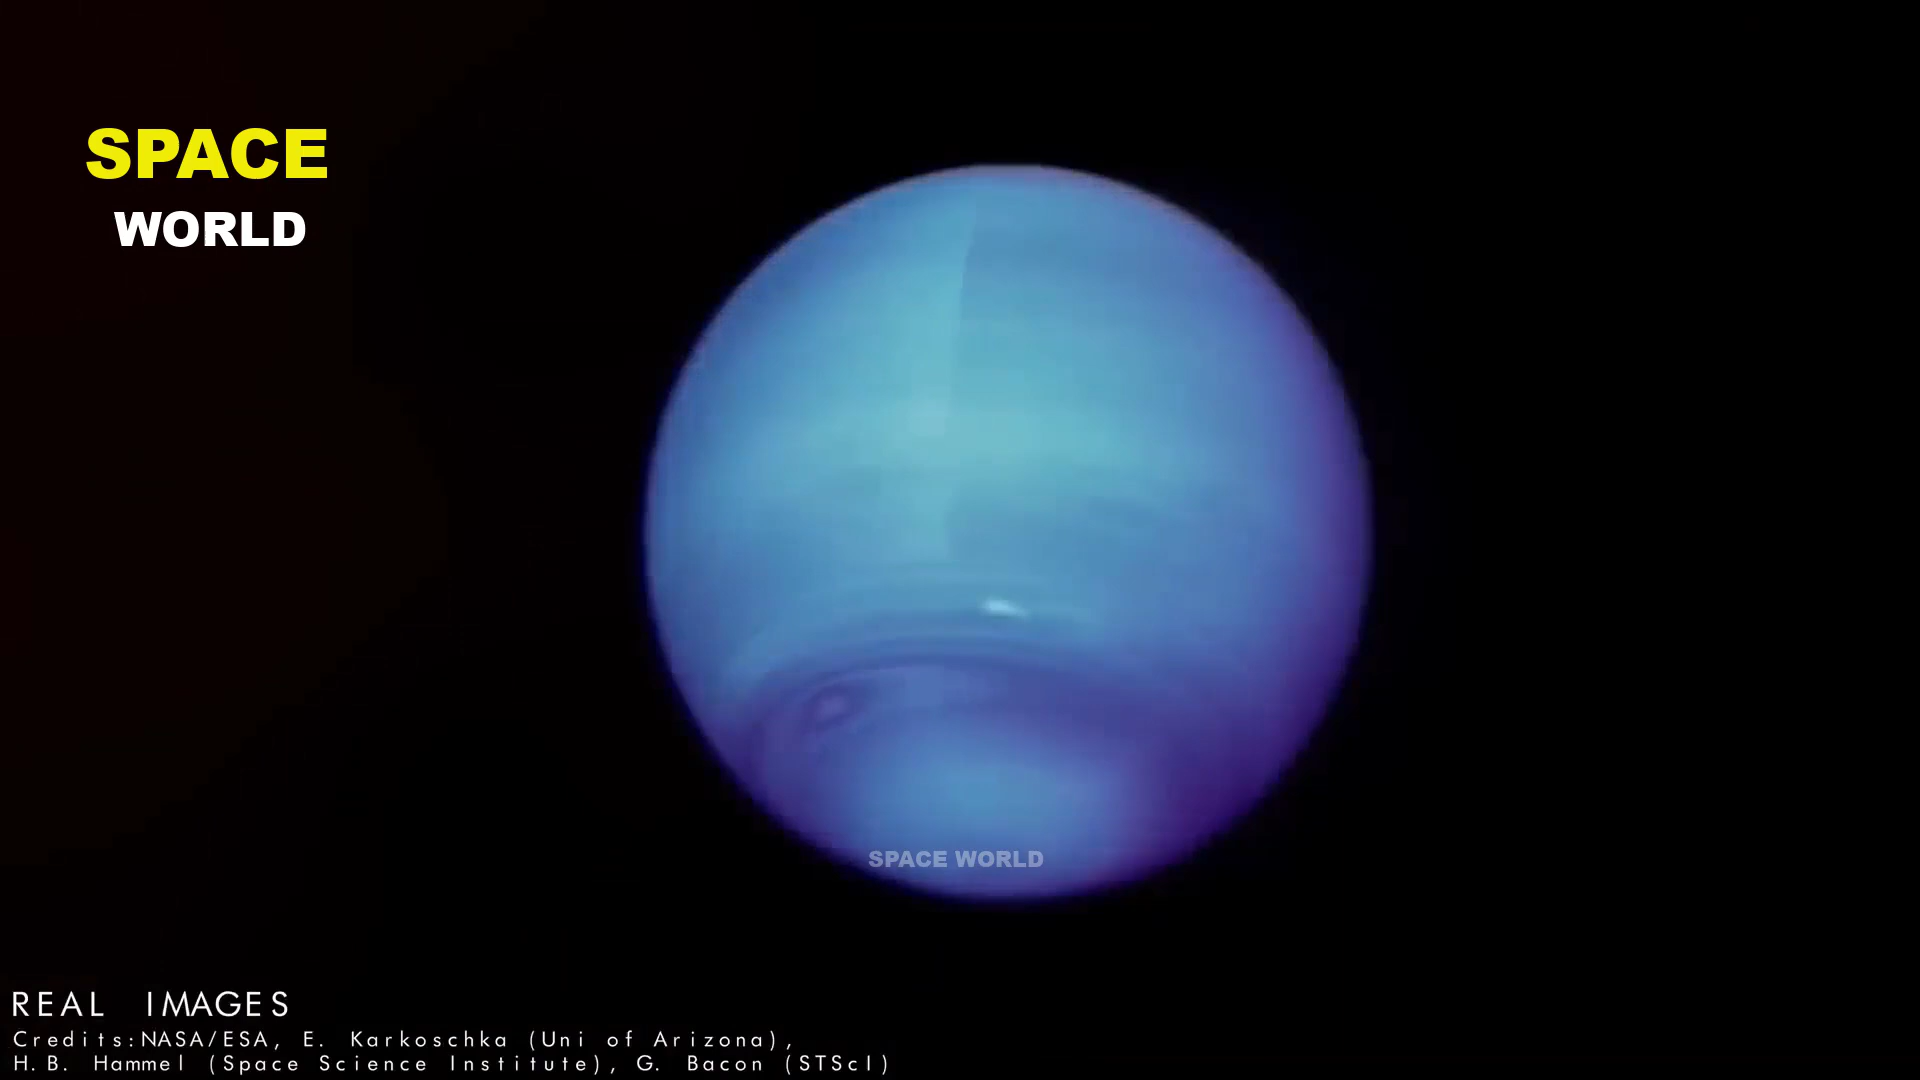 SPACE
WORLD
SPACE WORLD
REAL IMAGES
Credits:NASA/ESA, E. Karkoschka (Uni of Arizona),
H.B. Hammel (Space Science Institute), G. Bacon (STScI)